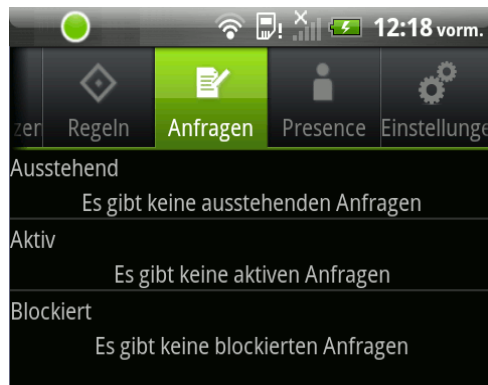 12:18 vorm.
zer Regeln Anfragen Presence Einstellunge
Ausstehend
Es gibt keine ausstehenden Anfragen
Aktiv
Es gibt keine aktiven Anfragen
Blockiert
Es gibt keine blockierten Anfragen